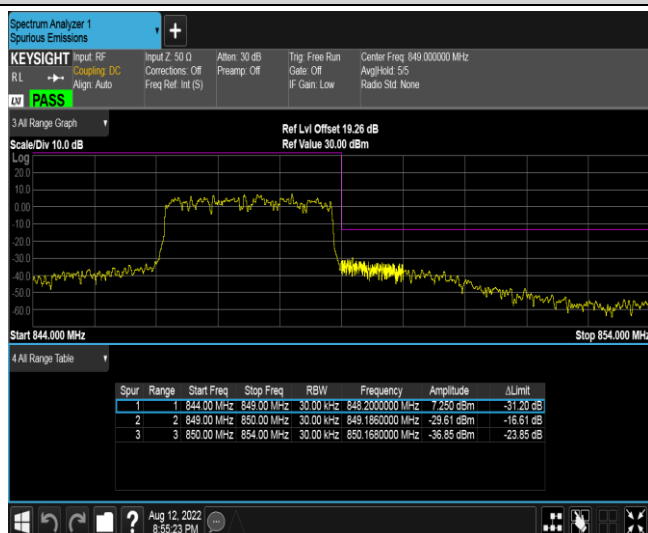 Spectrum Analyzer 1
Spurious Emissions
+
KEYSIGHT Input: RF Input Z: 50 Ω Atten: 30 dB Trig: Free Run Center Freq: 849.000000 MHz
RL Coupling: DC Corrections: Off Preamp: Off Gate: Off Avg|Hold: 5/5
Align: Auto Freq Ref: Int (S) IF Gain: Low Radio Std: None
LXI PASS
3 All Range Graph
Ref Lvl Offset 19.26 dB
Scale/Div 10.0 dB Ref Value 30.00 dBm
Log
20.0
10.0
0.00
-10.0
-20.0
-30.0
-40.0
-50.0
-60.0
Start 844.000 MHz Stop 854.000 MHz
4 All Range Table
Spur Range Start Freq Stop Freq RBW Frequency Amplitude ΔLimit
1 1 844.00 MHz 849.00 MHz 30.00 kHz 848.2000000 MHz 7.250 dBm -31.20 dB
2 2 849.00 MHz 850.00 MHz 30.00 kHz 849.1860000 MHz -29.61 dBm -16.61 dB
3 3 850.00 MHz 854.00 MHz 30.00 kHz 850.1680000 MHz -36.85 dBm -23.85 dB
? Aug 12, 2022
8:55:23 PM